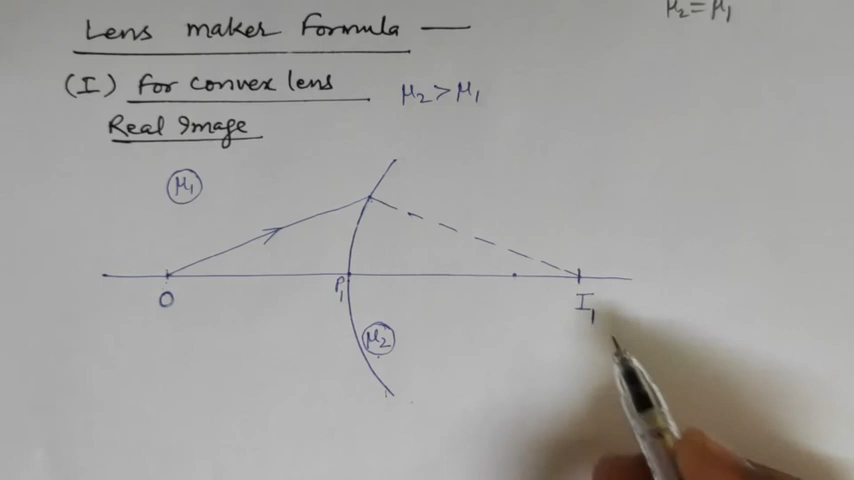 μ₂ = μ₁
Lens maker Formula —
(I) For convex lens
μ₂ > μ₁
Real Image
μ₁
P₁
O
I₁
μ₂